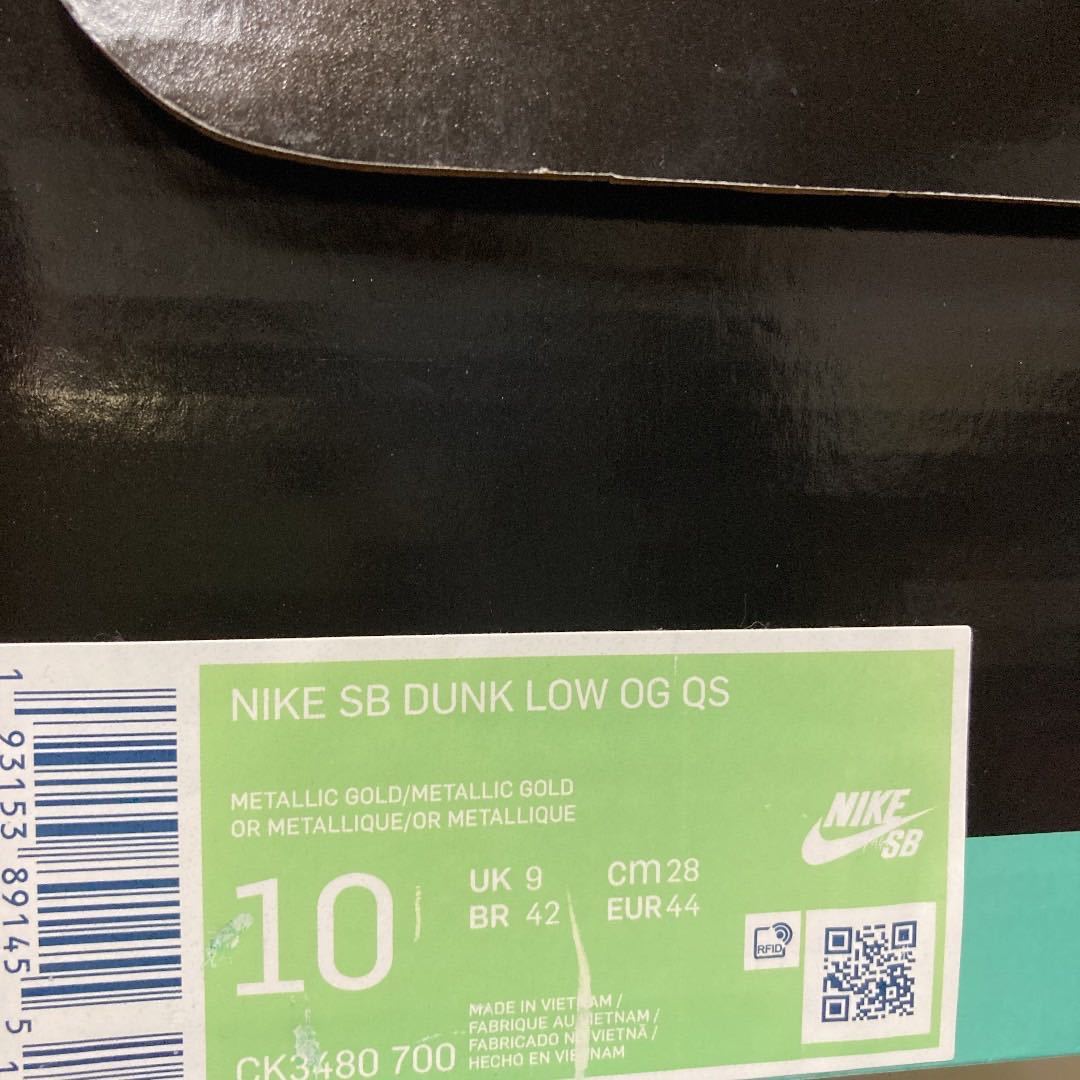 NIKE SB DUNK LOW OG QS
METALLIC GOLD/METALLIC GOLD
OR METALLIQUE/OR METALLIQUE
10
UK 9
BR 42
cm 28
EUR 44
NIKE
SB
RFID
MADE IN VIETNAM /
FABRIQUE AU VIETNAM /
FABRICADO NO VIETNÃ /
HECHO EN VIETNAM
CK3480 700
1 93153 89145 5 1